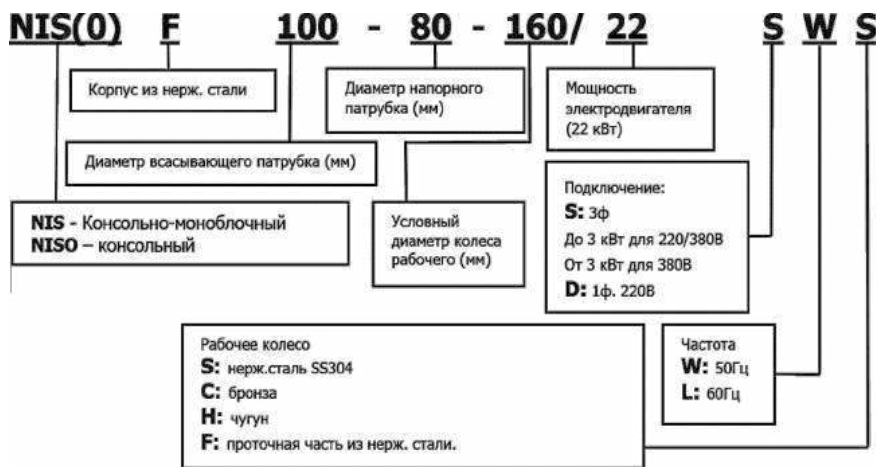 NIS(0) F 100 - 80 - 160/ 22 S W S
Корпус из нерж. стали
Диаметр напорного
патрубка (мм)
Мощность
электродвигателя
(22 кВт)
Диаметр всасывающего патрубка (мм)
NIS - Консольно-моноблочный
NISO – консольный
Условный
диаметр колеса
рабочего (мм)
Подключение:
S: 3ф
До 3 кВт для 220/380В
От 3 кВт для 380В
D: 1ф. 220В
Рабочее колесо
S: нерж.сталь SS304
C: бронза
H: чугун
F: проточная часть из нерж. стали.
Частота
W: 50Гц
L: 60Гц